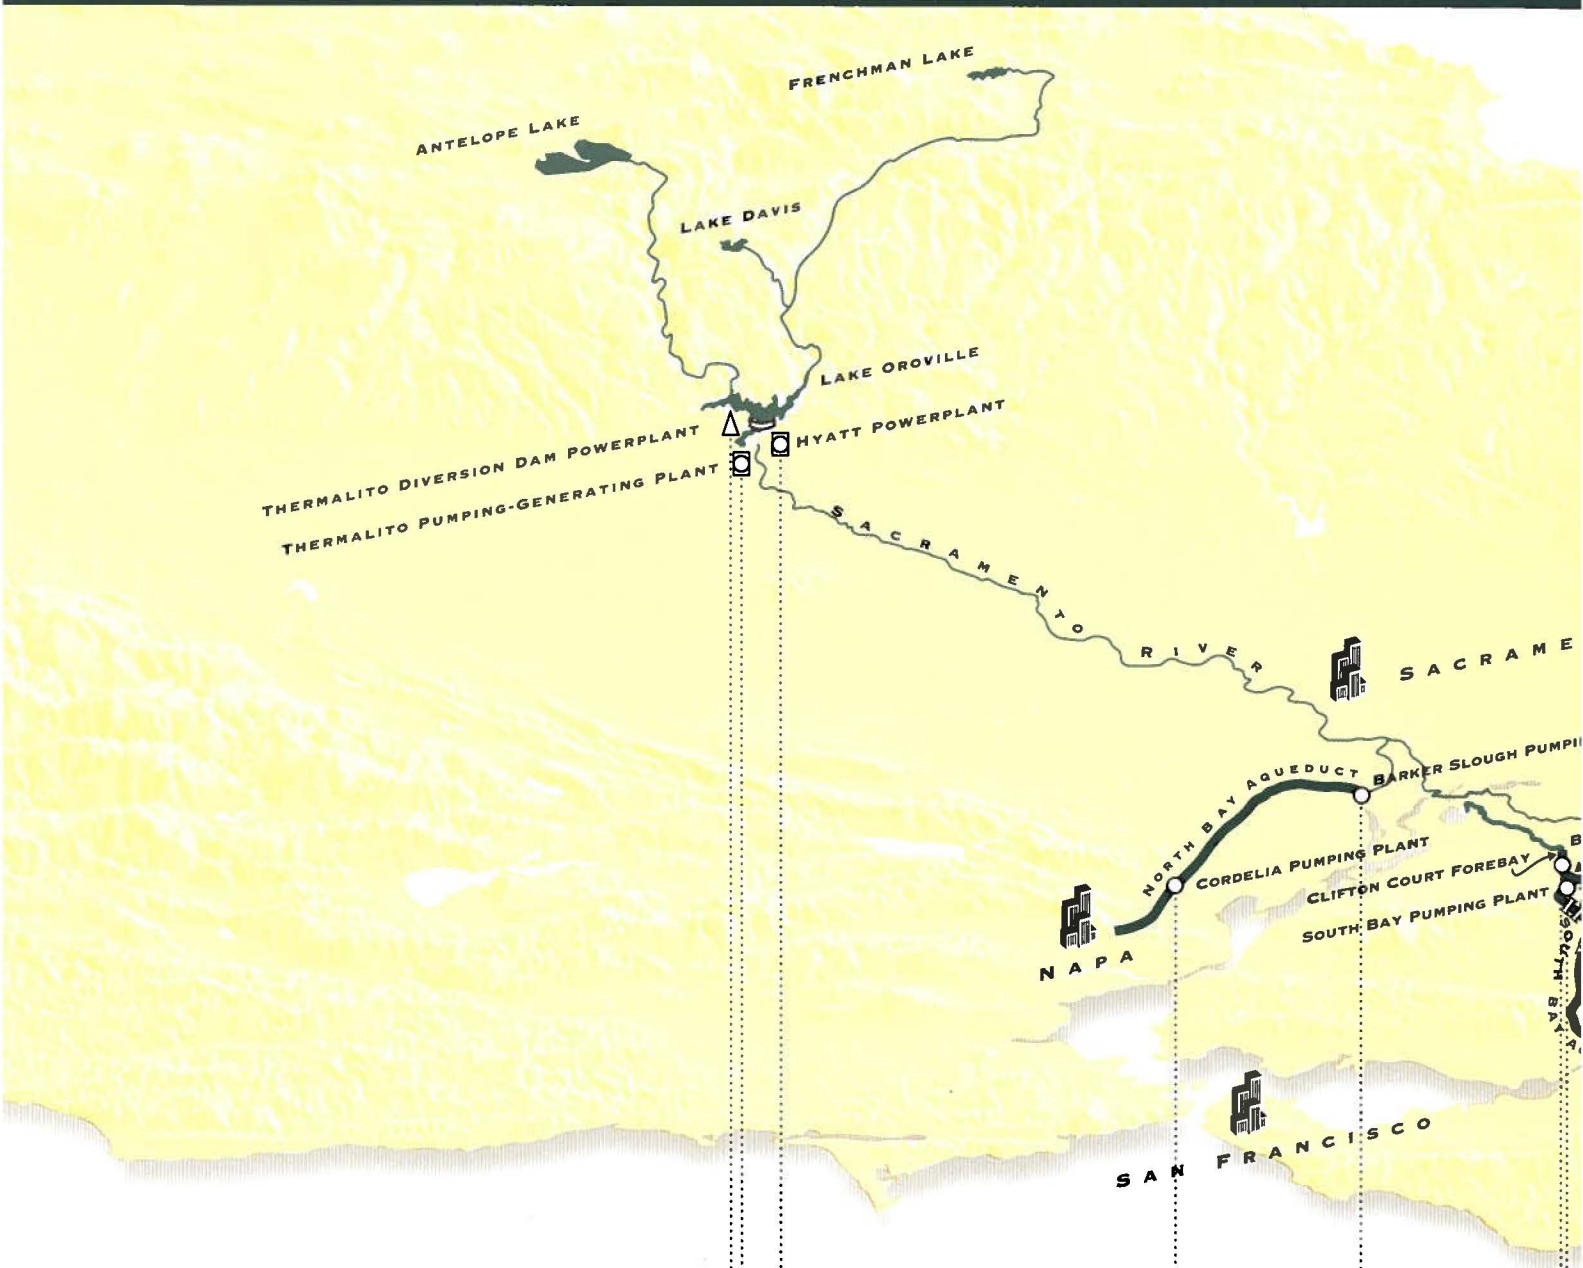 FRENCHMAN LAKE
ANTELOPE LAKE
LAKE DAVIS
LAKE OROVILLE
THERMALITO DIVERSION DAM POWERPLANT
HYATT POWERPLANT
THERMALITO PUMPING-GENERATING PLANT
SACRAMENTO RIVER
SACRAME
NORTH BAY AQUEDUCT
BARKER SLOUGH PUMPI
CORDELIA PUMPING PLANT
B
CLIFTON COURT FOREBAY
SOUTH BAY PUMPING PLANT
NAPA
SOUTH BAY A
SAN FRANCISCO